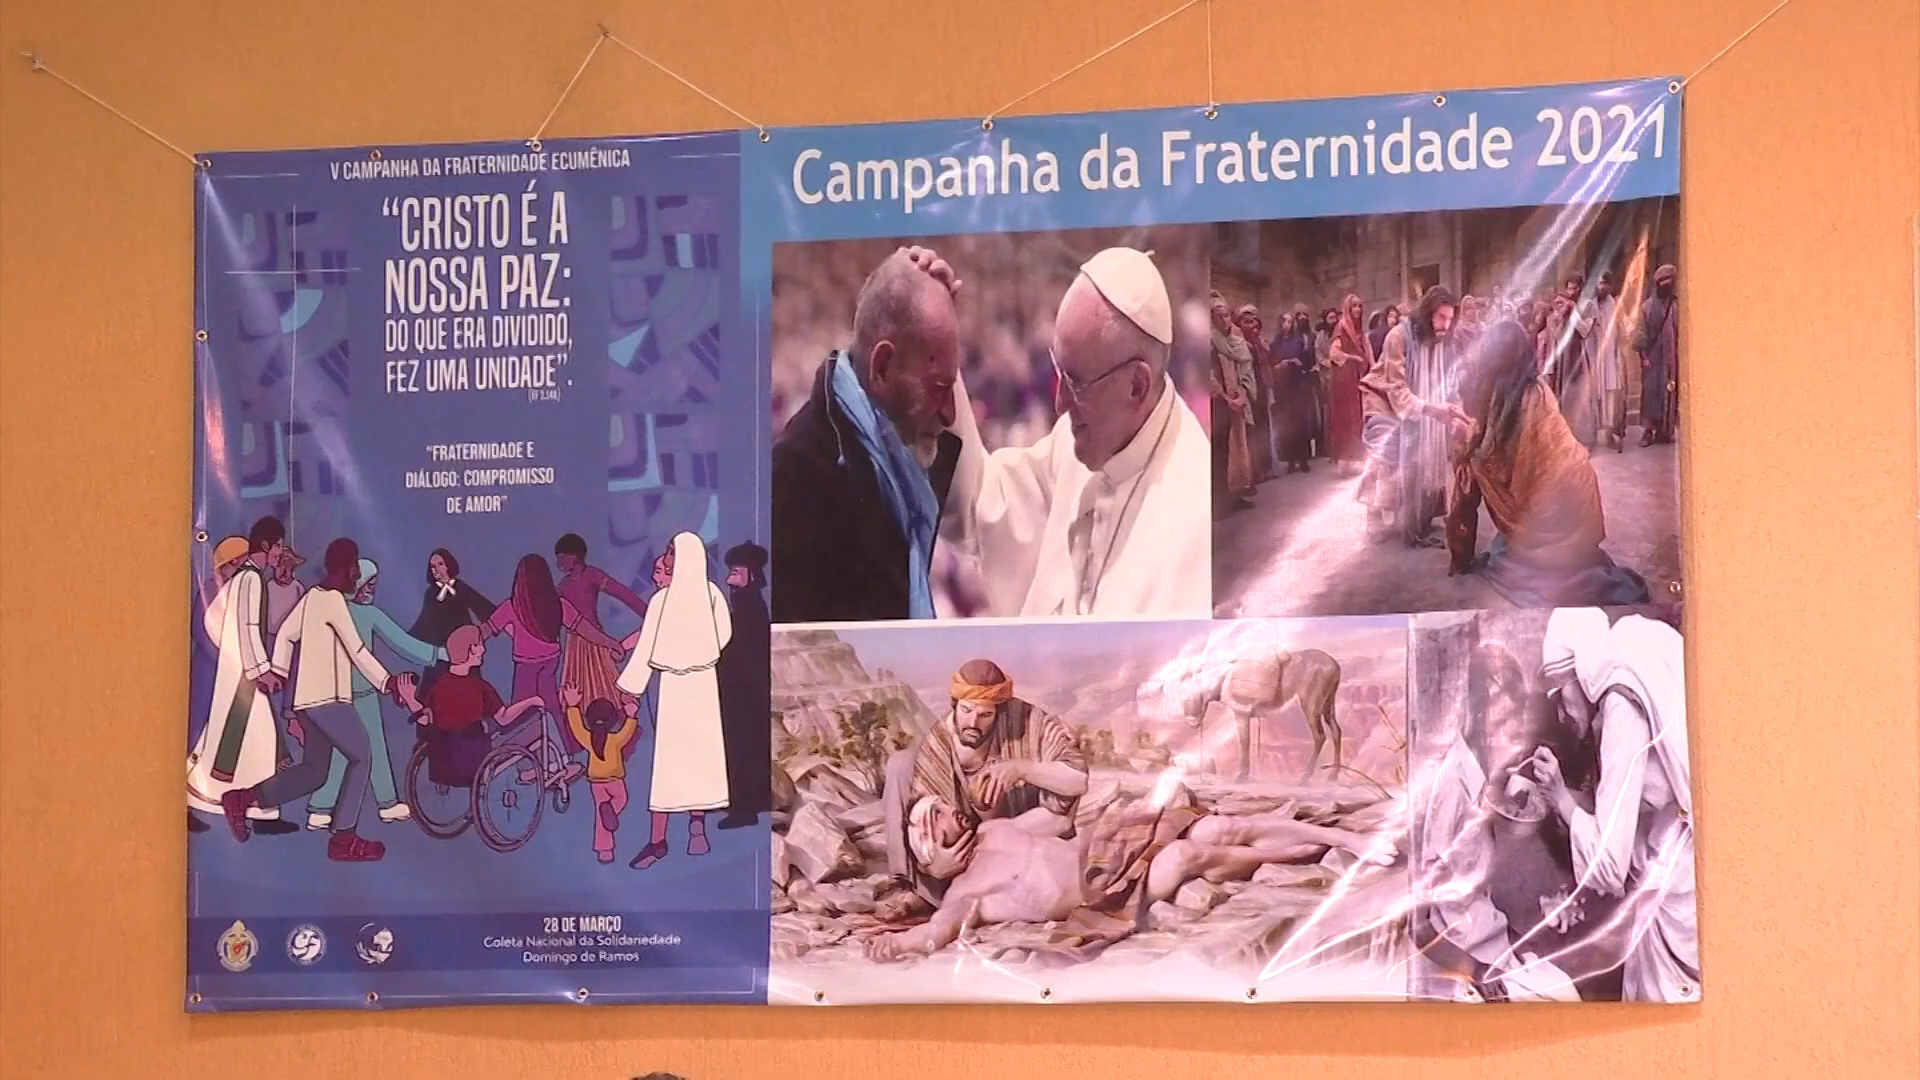 V CAMPANHA DA FRATERNIDADE ECUMÊNICA
“CRISTO É A
NOSSA PAZ:
DO QUE ERA DIVIDIDO,
FEZ UMA UNIDADE”.
“FRATERNIDADE E
DIÁLOGO: COMPROMISSO
DE AMOR”
28 DE MARÇO
Coleta Nacional da Solidariedade
Domingo de Ramos
Campanha da Fraternidade 2021